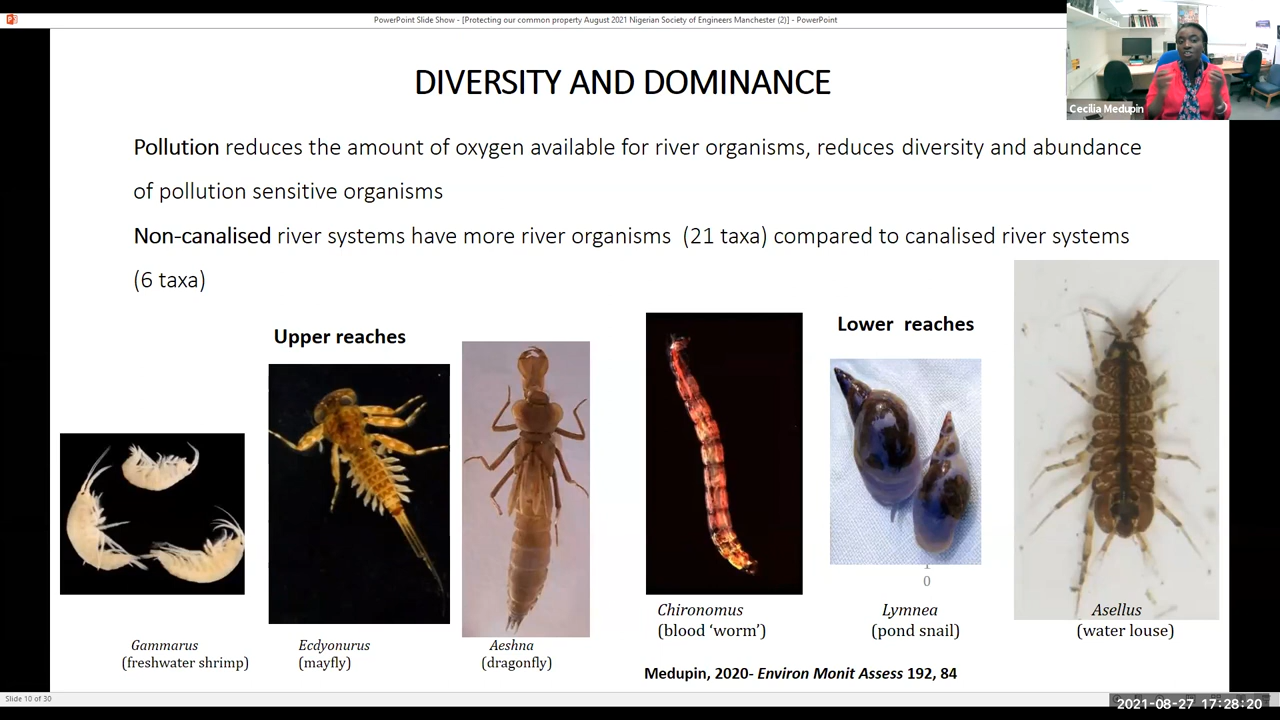 PowerPoint Slide Show - [Protecting our common property August 2021 Nigerian Society of Engineers Manchester (2)] - PowerPoint
Cecilia Medupin
DIVERSITY AND DOMINANCE
Pollution reduces the amount of oxygen available for river organisms, reduces diversity and abundance
of pollution sensitive organisms
Non-canalised river systems have more river organisms (21 taxa) compared to canalised river systems
(6 taxa)
Upper reaches
Lower reaches
Gammarus
(freshwater shrimp)
Ecdyonurus
(mayfly)
Aeshna
(dragonfly)
Chironomus
(blood ‘worm’)
1
0
Lymnea
(pond snail)
Asellus
(water louse)
Medupin, 2020- Environ Monit Assess 192, 84
Slide 10 of 30
2021-08-27 17:28:20